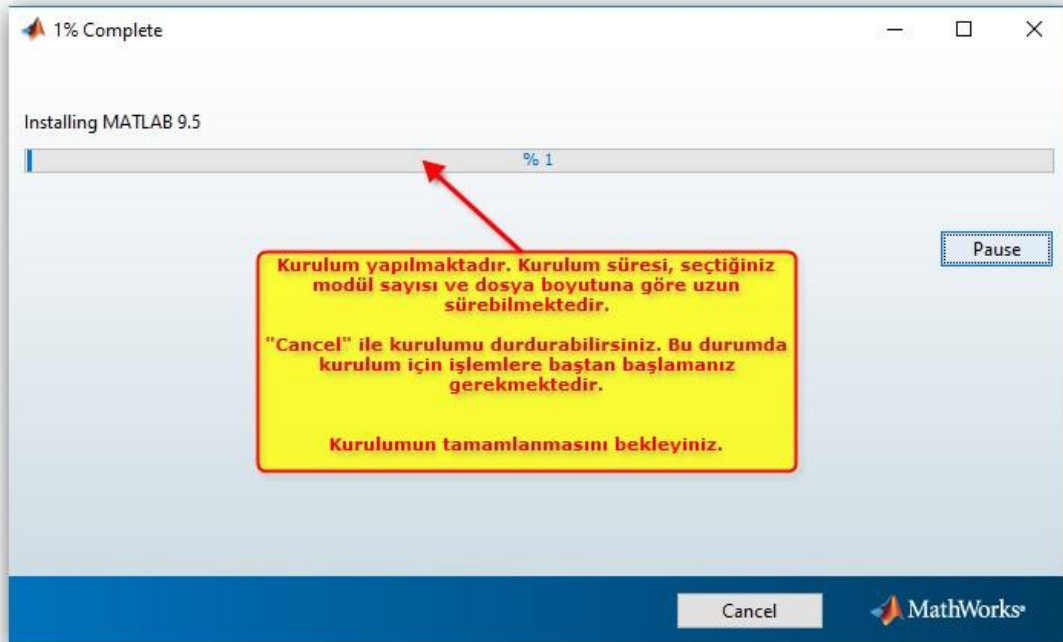 1% Complete
Installing MATLAB 9.5
% 1
Pause
Kurulum yapılmaktadır. Kurulum süresi, seçtiğiniz
modül sayısı ve dosya boyutuna göre uzun
sürebilmektedir.
"Cancel" ile kurulumu durdurabilirsiniz. Bu durumda
kurulum için işlemlere baştan başlamanız
gerekmektedir.
Kurulumun tamamlanmasını bekleyiniz.
Cancel
MathWorks®